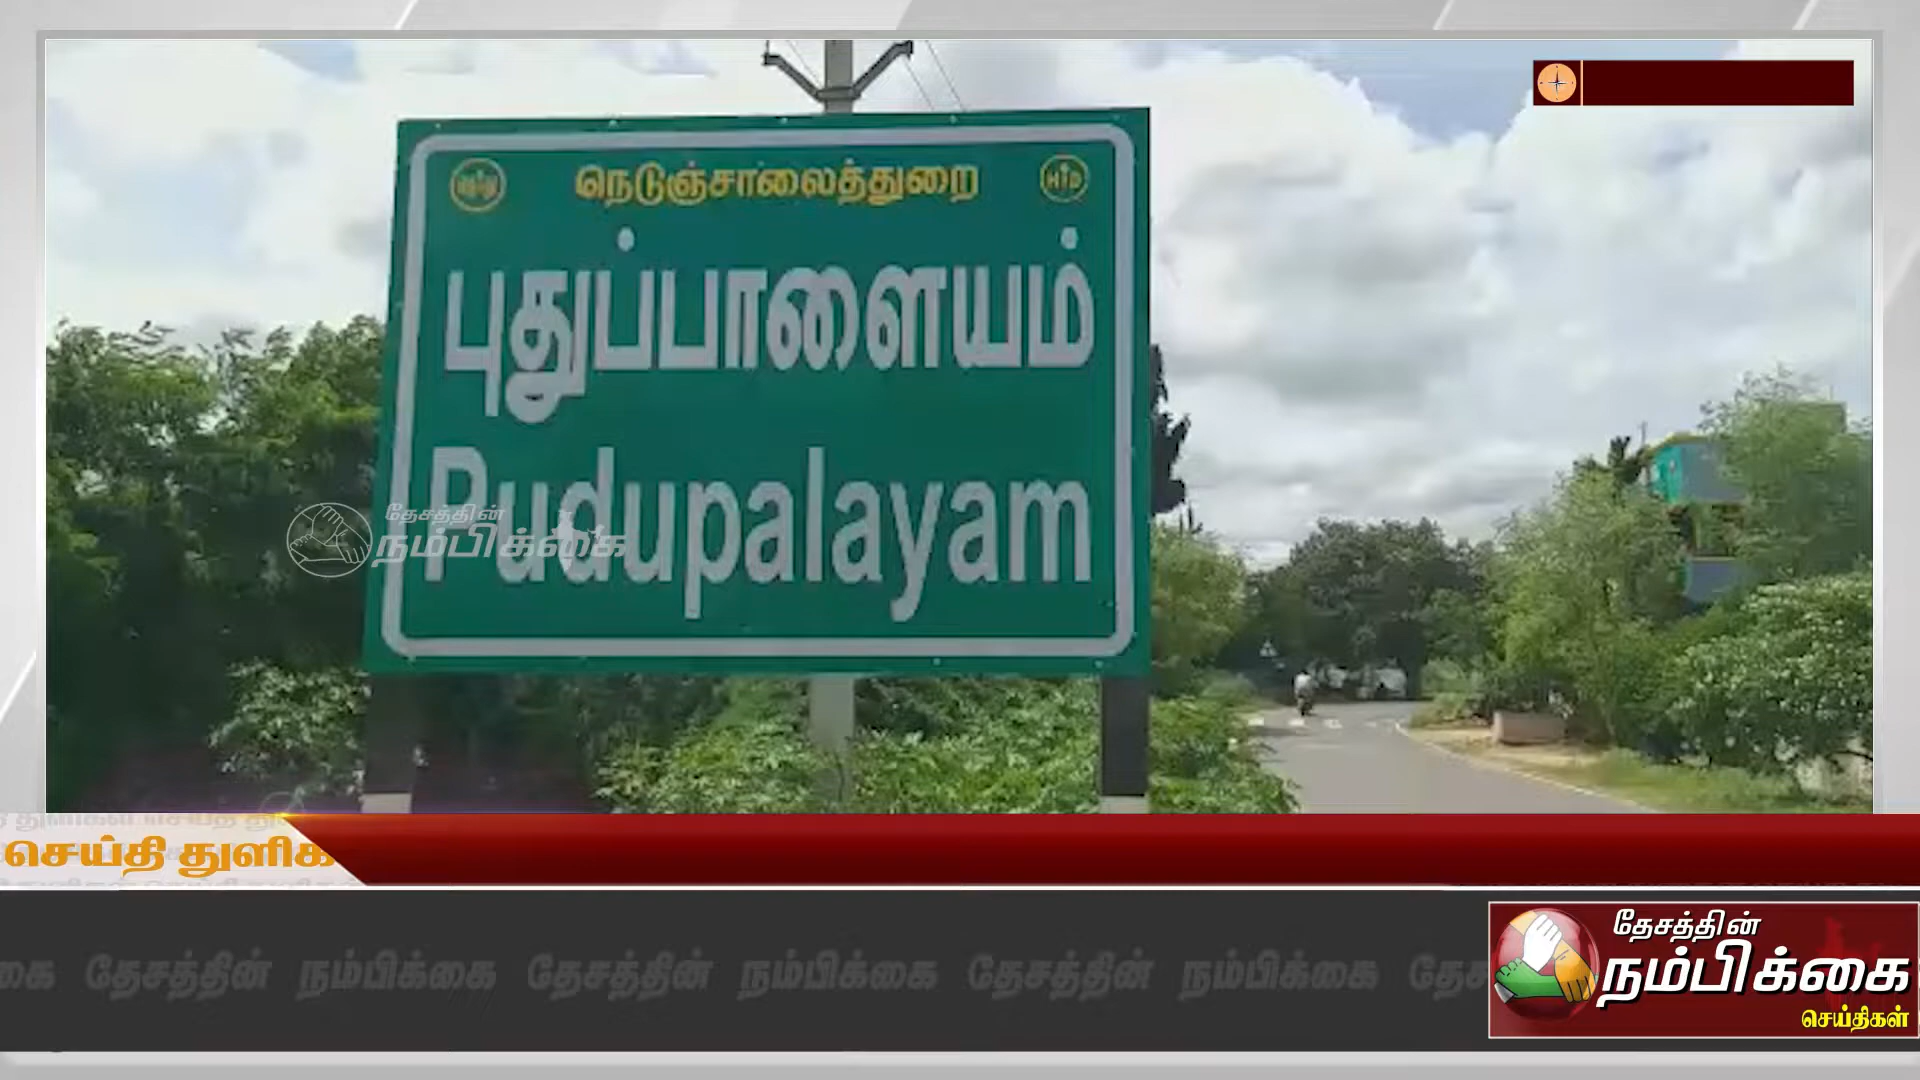 நெடுஞ்சாலைத்துறை
புதுப்பாளையம்
Pudupalayam
தேசத்தின்
நம்பிக்கை
செய்தி துளிக
தேசத்தின் நம்பிக்கை தேசத்தின் நம்பிக்கை தேசத்தின் நம்பிக்கை
தேசத்தின்
நம்பிக்கை
செய்திகள்